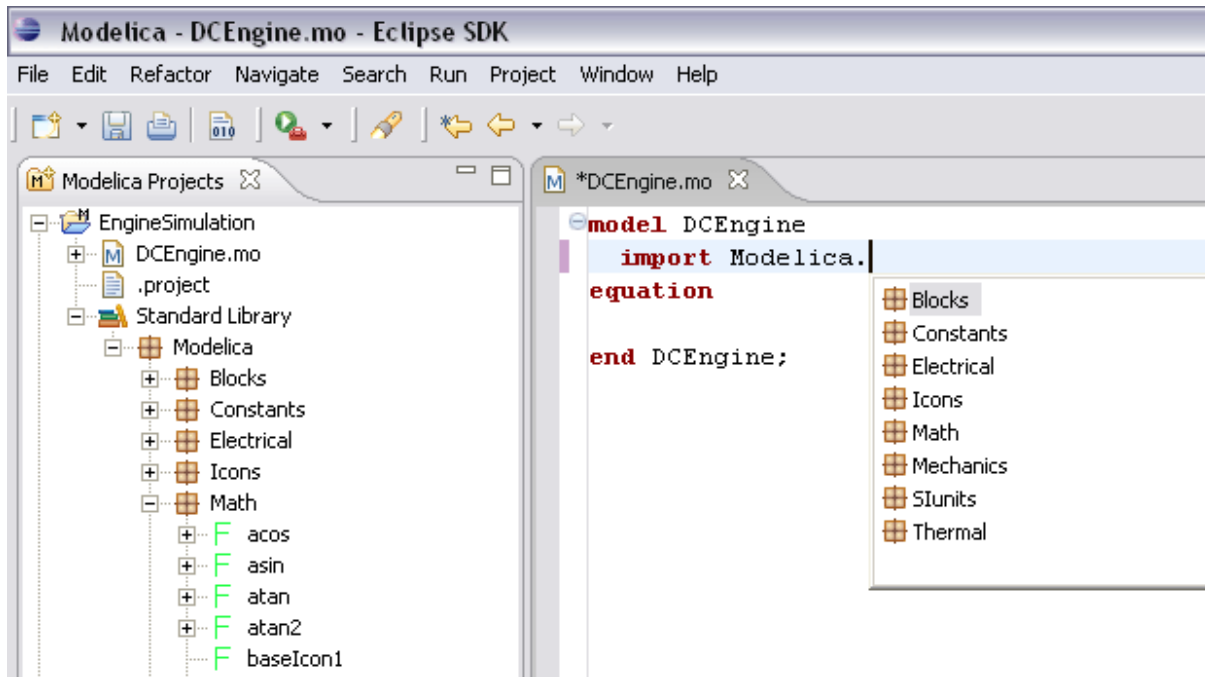 Modelica - DCEngine.mo - Eclipse SDK
File Edit Refactor Navigate Search Run Project Window Help
010
Modelica Projects
EngineSimulation
DCEngine.mo
.project
Standard Library
Modelica
Blocks
Constants
Electrical
Icons
Math
acos
asin
atan
atan2
baseIcon1
*DCEngine.mo
model DCEngine
import Modelica.
equation
end DCEngine;
Blocks
Constants
Electrical
Icons
Math
Mechanics
SIunits
Thermal